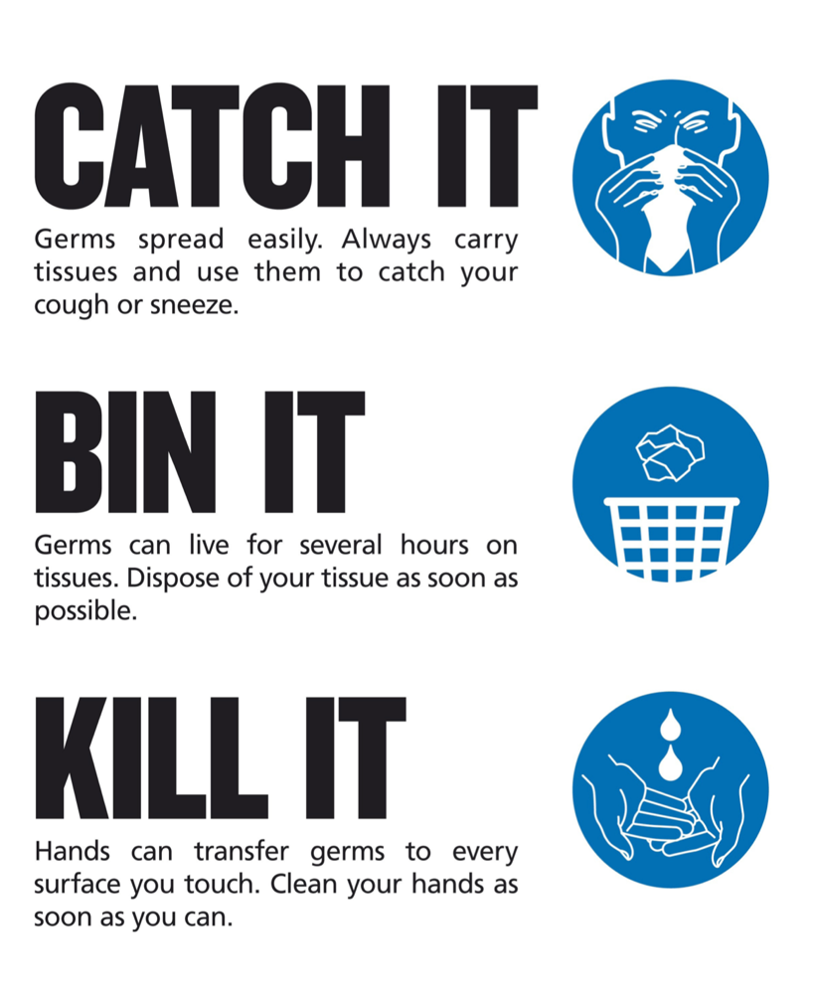 CATCH IT
Germs spread easily. Always carry
tissues and use them to catch your
cough or sneeze.
BIN IT
Germs can live for several hours on
tissues. Dispose of your tissue as soon as
possible.
KILL IT
Hands can transfer germs to every
surface you touch. Clean your hands as
soon as you can.